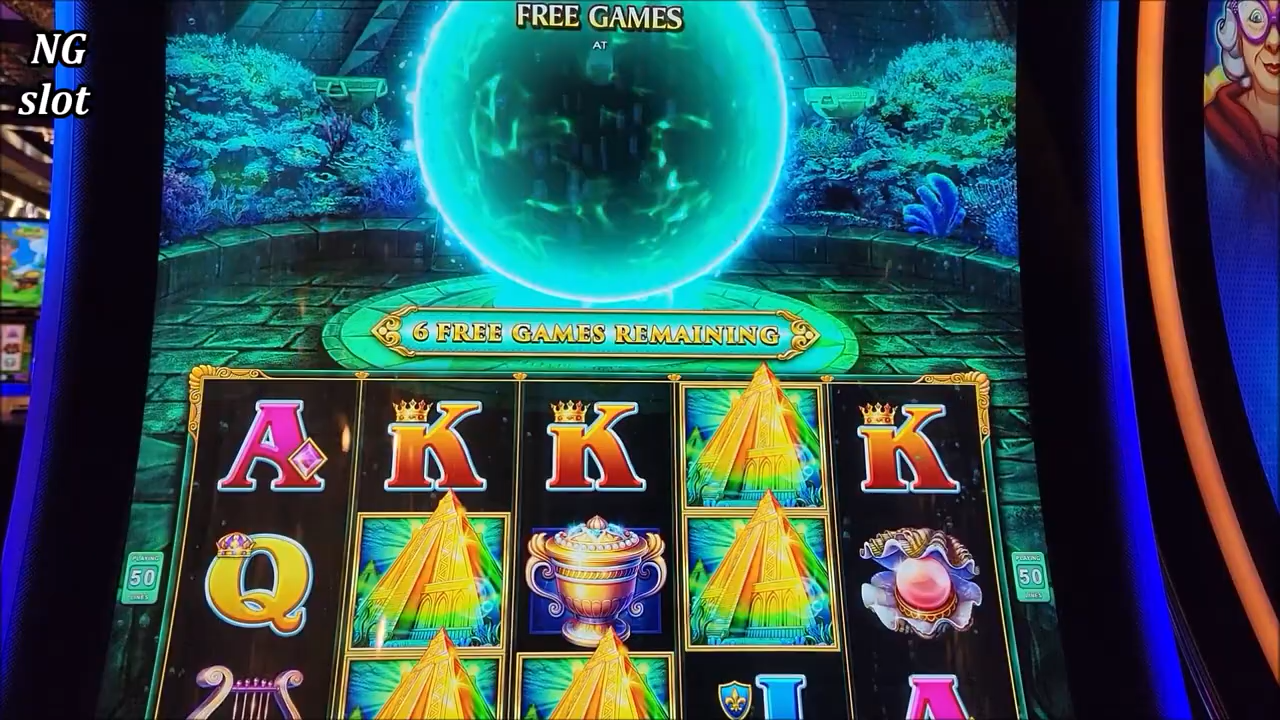 NG
slot
FREE GAMES
AT
6 FREE GAMES REMAINING
A K K K
PLAYING
50
LINES
Q
PLAYING
50
LINES
J A